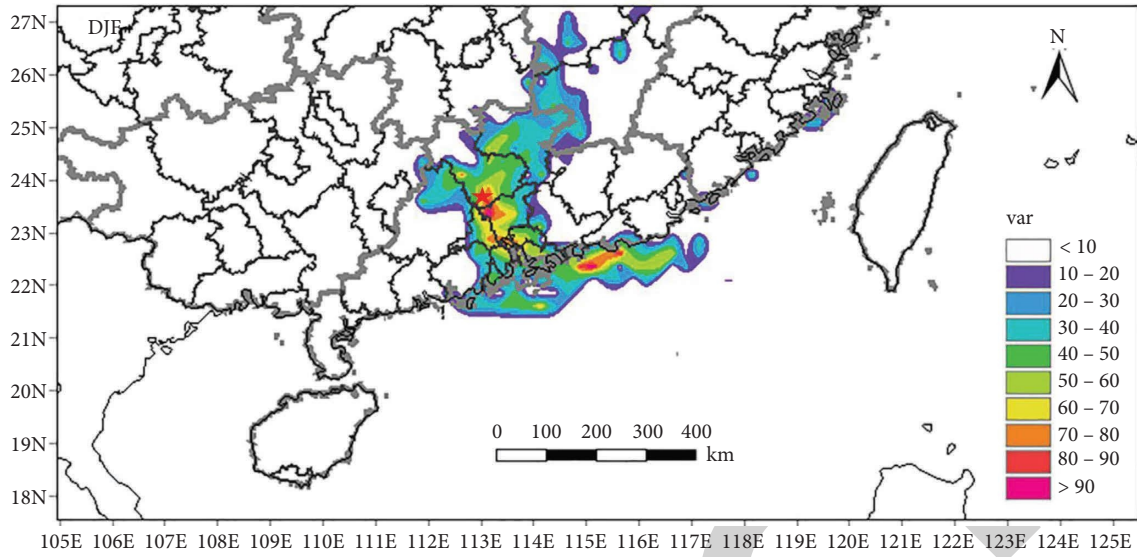 27N
26N
25N
24N
23N
22N
21N
20N
19N
18N
DJF
N
var
< 10
10 – 20
20 – 30
30 – 40
40 – 50
50 – 60
60 – 70
70 – 80
80 – 90
> 90
0 100 200 300 400
km
105E 106E 107E 108E 109E 110E 111E 112E 113E 114E 115E 116E 117E 118E 119E 120E 121E 122E 123E 124E 125E